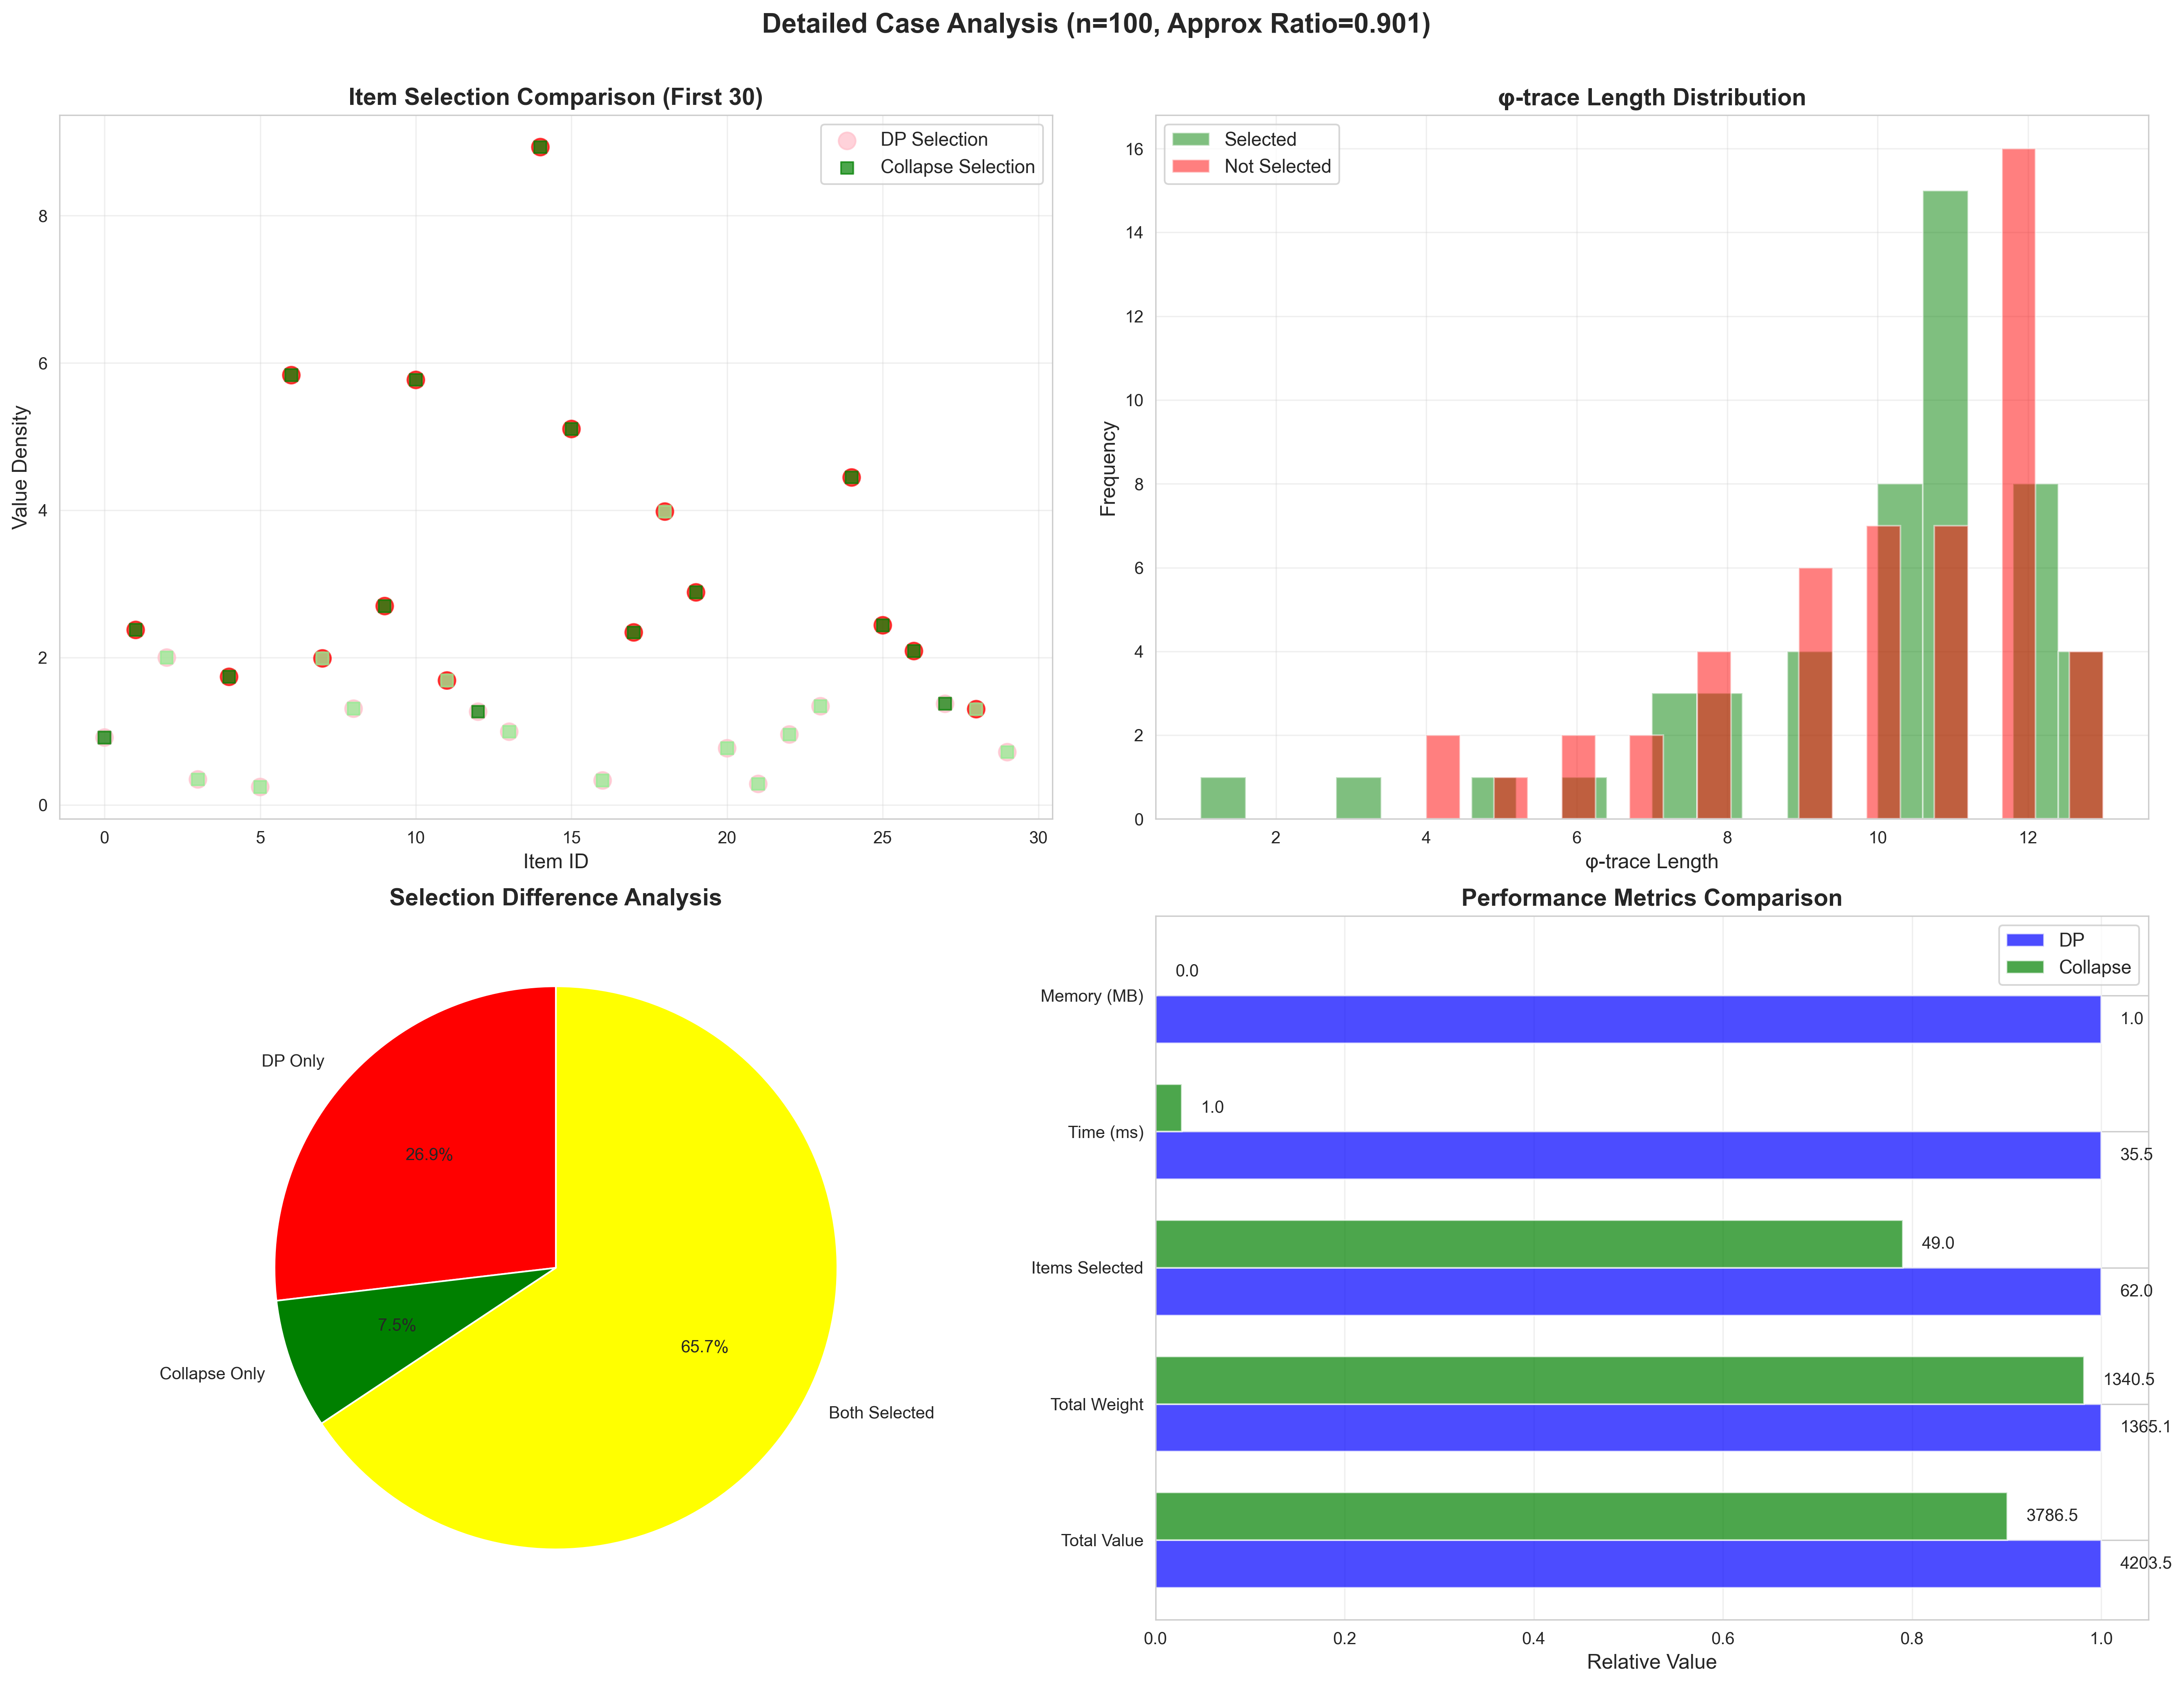 Detailed Case Analysis (n=100, Approx Ratio=0.901)
Item Selection Comparison (First 30)
DP Selection
Collapse Selection
8
6
4
2
0
Value Density
0 5 10 15 20 25 30
Item ID
φ-trace Length Distribution
Selected
Not Selected
16
14
12
10
8
6
4
2
0
Frequency
2 4 6 8 10 12
φ-trace Length
Selection Difference Analysis
DP Only
26.9%
7.5%
65.7%
Collapse Only
Both Selected
Performance Metrics Comparison
DP
Collapse
0.0
Memory (MB)
1.0
1.0
Time (ms)
35.5
49.0
Items Selected
62.0
1340.5
Total Weight
1365.1
3786.5
Total Value
4203.5
0.0 0.2 0.4 0.6 0.8 1.0
Relative Value